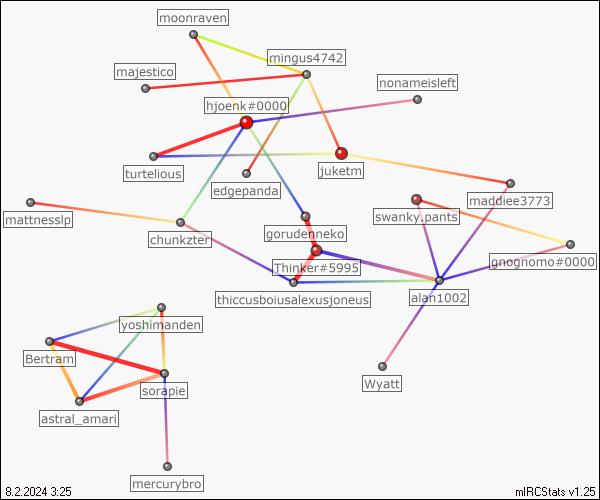 moonraven
mingus4742
majestico
nonameisleft
hjoenk#0000
turtelious
juketm
edgepanda
maddiee3773
mattnesslp
swanky.pants
chunkzter
gorudenneko
gnognomo#0000
Thinker#5995
thiccusboiusalexusjoneus
alan1002
yoshimanden
Bertram
Wyatt
sorapie
astral_amari
mercurybro
8.2.2024 3:25
mIRCStats v1.25